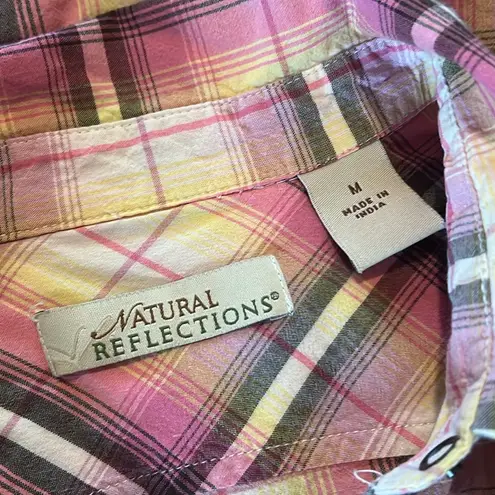 M
MADE IN
INDIA
NATURAL
REFLECTIONS®